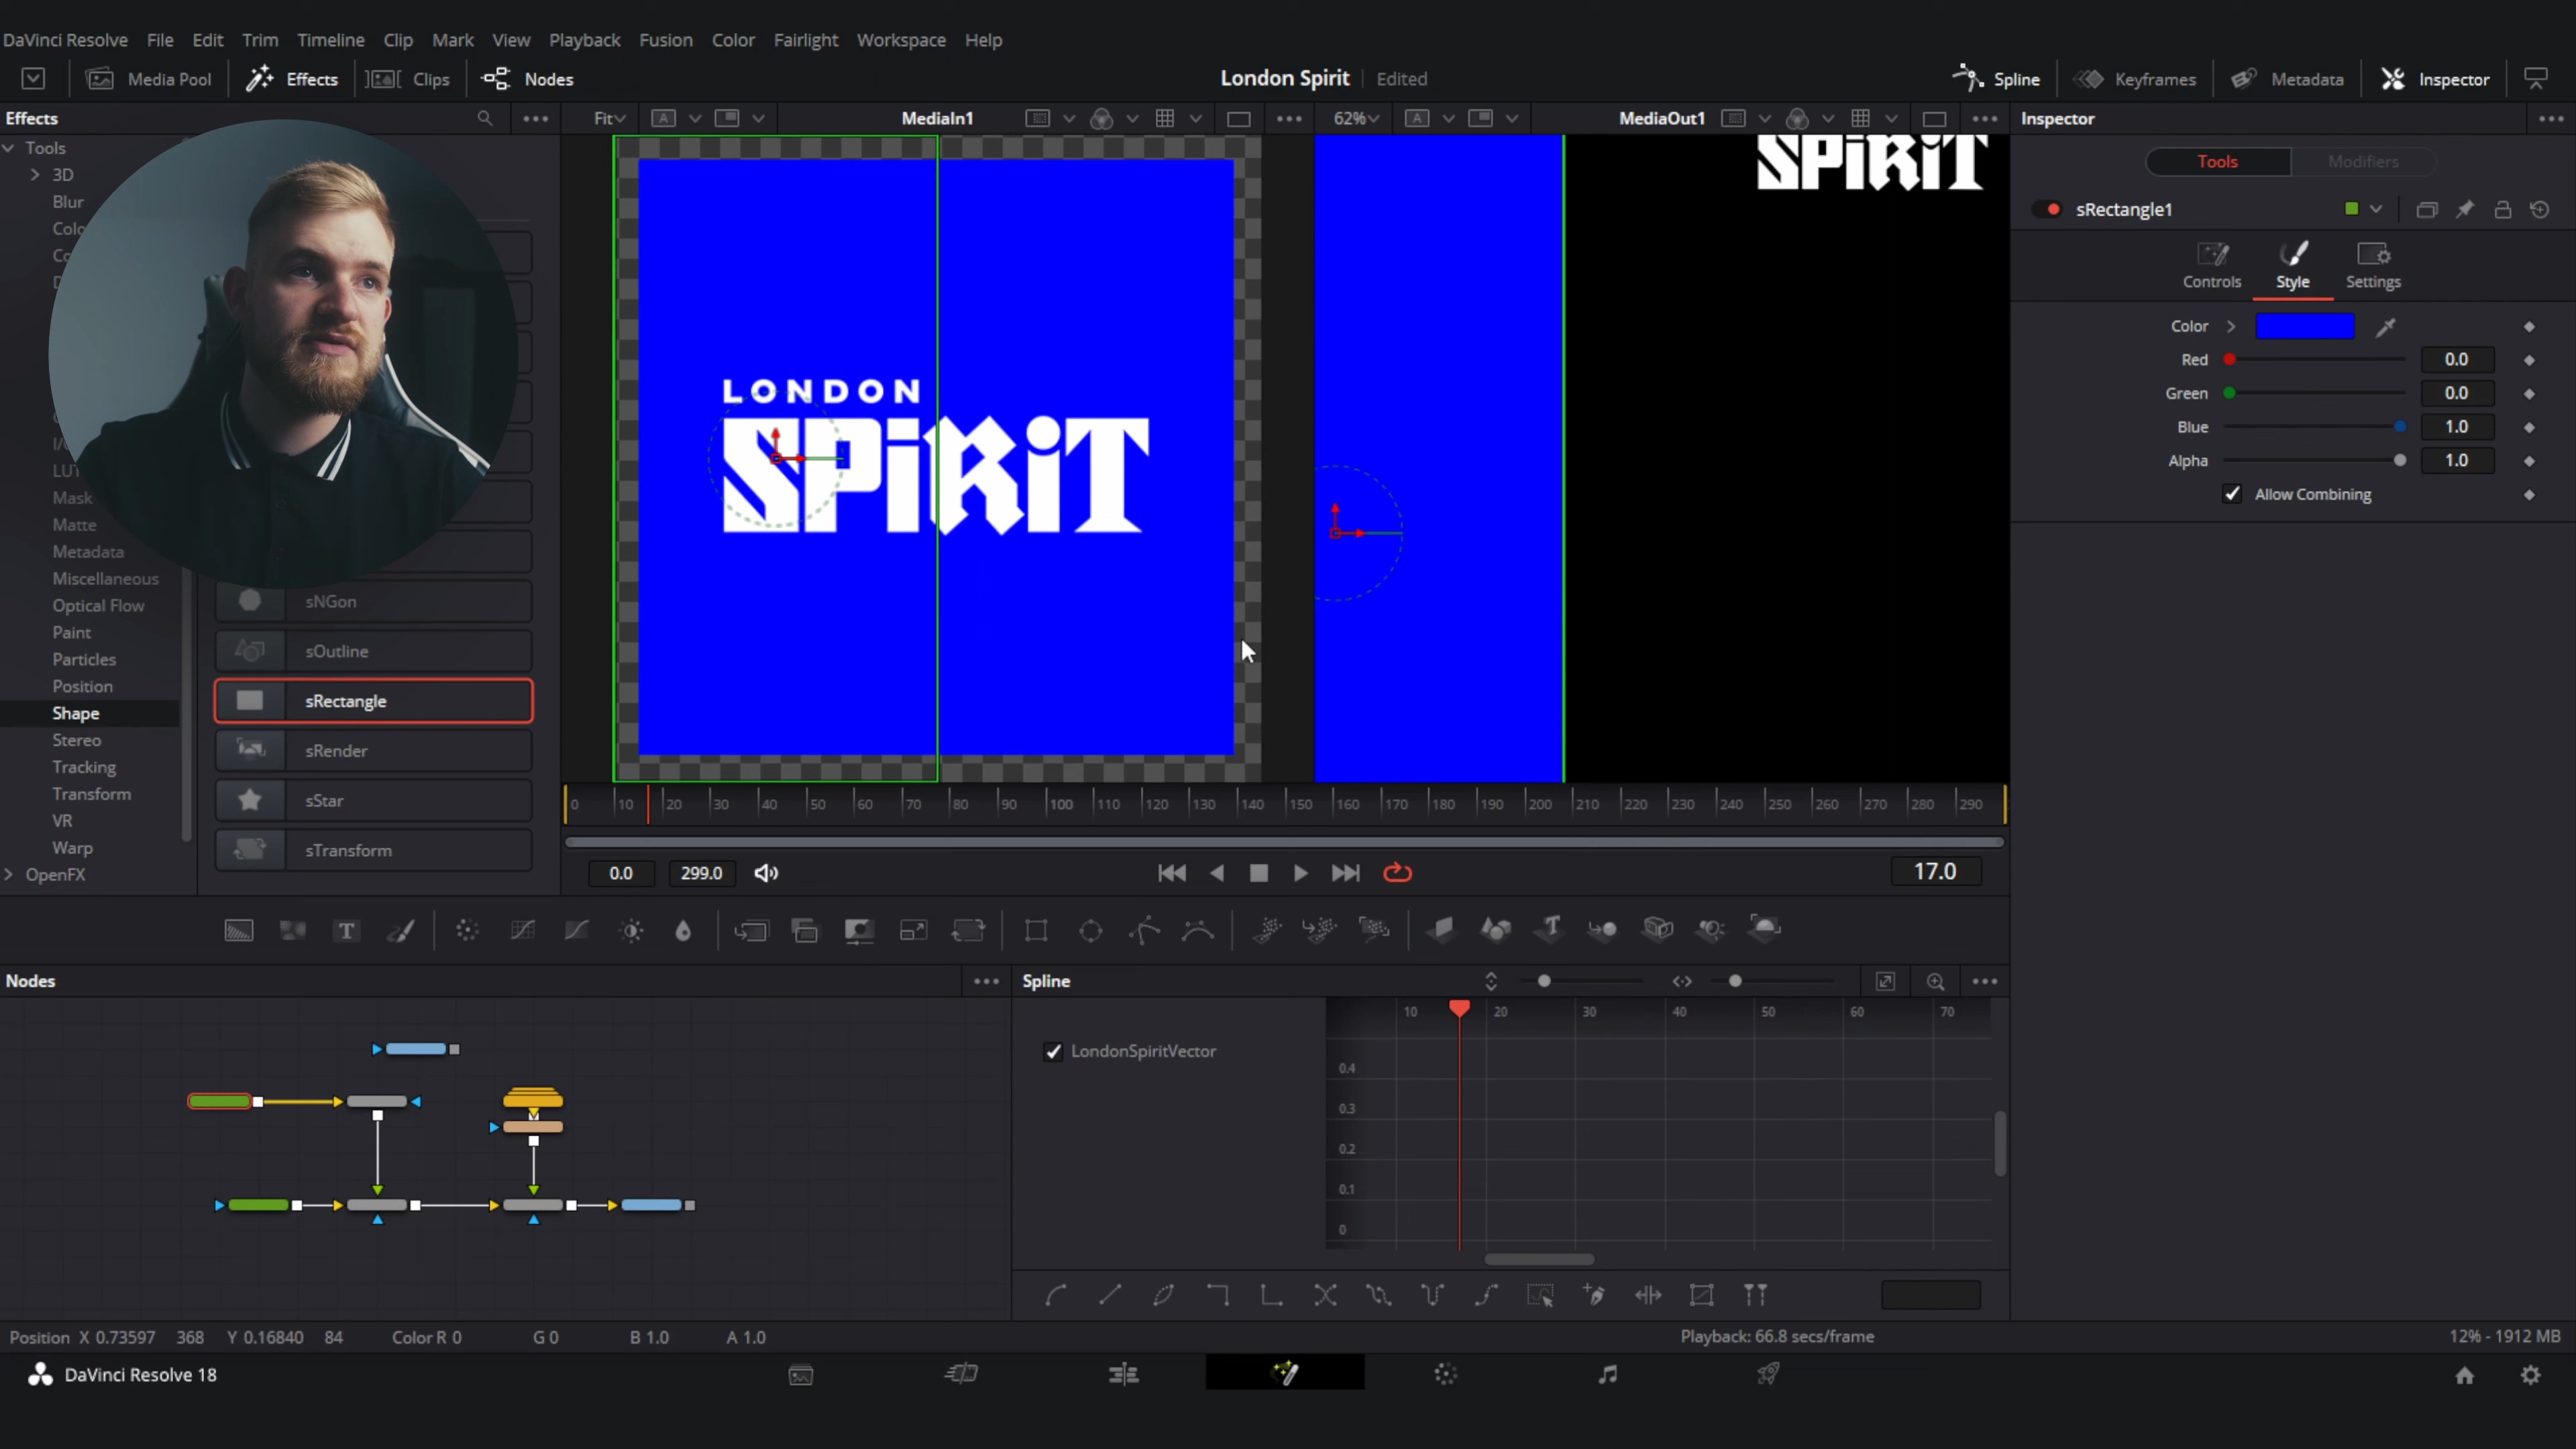 DaVinci Resolve File Edit Trim Timeline Clip Mark View Playback Fusion Color Fairlight Workspace Help
Media Pool Effects Clips Nodes London Spirit Edited Spline Keyframes Metadata Inspector
Effects Fit MediaIn1 62% MediaOut1 Inspector
Tools
3D
Blur
LUT
Mask
Matte
Metadata
Miscellaneous
Optical Flow
Paint
Particles
Position
Shape
Stereo
Tracking
Transform
VR
Warp
OpenFX
sNGon
sOutline
sRectangle
sRender
sStar
sTransform
LONDON
SPiRiT
SPiRiT
Tools Modifiers
sRectangle1
Controls Style Settings
Color
Red 0.0
Green 0.0
Blue 1.0
Alpha 1.0
Allow Combining
0 10 20 30 40 50 60 70 80 90 100 110 120 130 140 150 160 170 180 190 200 210 220 230 240 250 260 270 280 290
0.0 299.0 17.0
Nodes
Spline
LondonSpiritVector
10 20 30 40 50 60 70
0.4
0.3
0.2
0.1
0
Position X 0.73597 368 Y 0.16840 84 Color R 0 G 0 B 1.0 A 1.0 Playback: 66.8 secs/frame 12% - 1912 MB
DaVinci Resolve 18